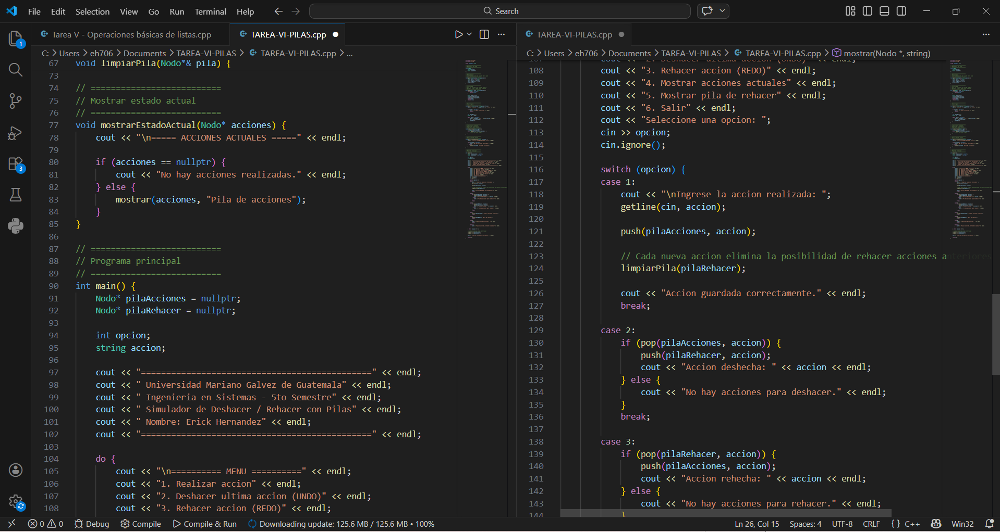 File Edit Selection View Go Run Terminal Help
Search
Tarea V - Operaciones básicas de listas.cpp
TAREA-VI-PILAS.cpp
C: > Users > eh706 > Documents > TAREA-VI-PILAS > TAREA-VI-PILAS.cpp > ...
67 void limpiarPila(Nodo*& pila) {
73
74 // ==========================
75 // Mostrar estado actual
76 // ==========================
77 void mostrarEstadoActual(Nodo* acciones) {
78 cout << "\n===== ACCIONES ACTUALES =====" << endl;
79
80 if (acciones == nullptr) {
81 cout << "No hay acciones realizadas." << endl;
82 } else {
83 mostrar(acciones, "Pila de acciones");
84 }
85 }
86
87 // ==========================
88 // Programa principal
89 // ==========================
90 int main() {
91 Nodo* pilaAcciones = nullptr;
92 Nodo* pilaRehacer = nullptr;
93
94 int opcion;
95 string accion;
96
97 cout << "==============================================" << endl;
98 cout << " Universidad Mariano Galvez de Guatemala" << endl;
99 cout << " Ingenieria en Sistemas - 5to Semestre" << endl;
100 cout << " Simulador de Deshacer / Rehacer con Pilas" << endl;
101 cout << " Nombre: Erick Hernandez" << endl;
102 cout << "==============================================" << endl;
103
104 do {
105 cout << "\n========== MENU ==========" << endl;
106 cout << "1. Realizar accion" << endl;
107 cout << "2. Deshacer ultima accion (UNDO)" << endl;
108 cout << "3. Rehacer accion (REDO)" << endl;
TAREA-VI-PILAS.cpp
C: > Users > eh706 > Documents > TAREA-VI-PILAS > TAREA-VI-PILAS.cpp > mostrar(Nodo *, string)
107 cout << "2. Deshacer ultima accion (UNDO)" << endl;
108 cout << "3. Rehacer accion (REDO)" << endl;
109 cout << "4. Mostrar acciones actuales" << endl;
110 cout << "5. Mostrar pila de rehacer" << endl;
111 cout << "6. Salir" << endl;
112 cout << "Seleccione una opcion: ";
113 cin >> opcion;
114 cin.ignore();
115
116 switch (opcion) {
117 case 1:
118 cout << "\nIngrese la accion realizada: ";
119 getline(cin, accion);
120
121 push(pilaAcciones, accion);
122
123 // Cada nueva accion elimina la posibilidad de rehacer acciones anteriores
124 limpiarPila(pilaRehacer);
125
126 cout << "Accion guardada correctamente." << endl;
127 break;
128
129 case 2:
130 if (pop(pilaAcciones, accion)) {
131 push(pilaRehacer, accion);
132 cout << "Accion deshecha: " << accion << endl;
133 } else {
134 cout << "No hay acciones para deshacer." << endl;
135 }
136 break;
137
138 case 3:
139 if (pop(pilaRehacer, accion)) {
140 push(pilaAcciones, accion);
141 cout << "Accion rehecha: " << accion << endl;
142 } else {
143 cout << "No hay acciones para rehacer." << endl;
144 }
1
3
0 0 Debug Compile Compile & Run Downloading update: 125.6 MB / 125.6 MB • 100% Ln 26, Col 15 Spaces: 4 UTF-8 CRLF {} C++ Win32